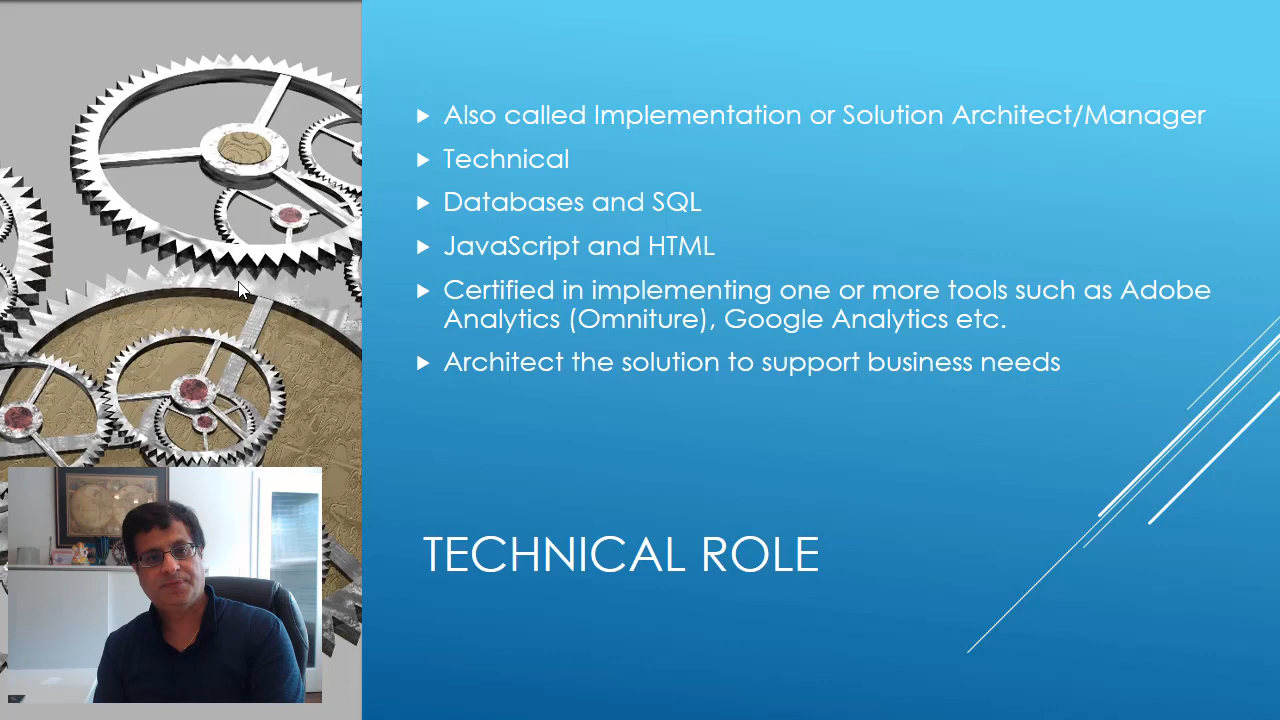 Also called Implementation or Solution Architect/Manager
Technical
Databases and SQL
JavaScript and HTML
Certified in implementing one or more tools such as Adobe
Analytics (Omniture), Google Analytics etc.
Architect the solution to support business needs
TECHNICAL ROLE